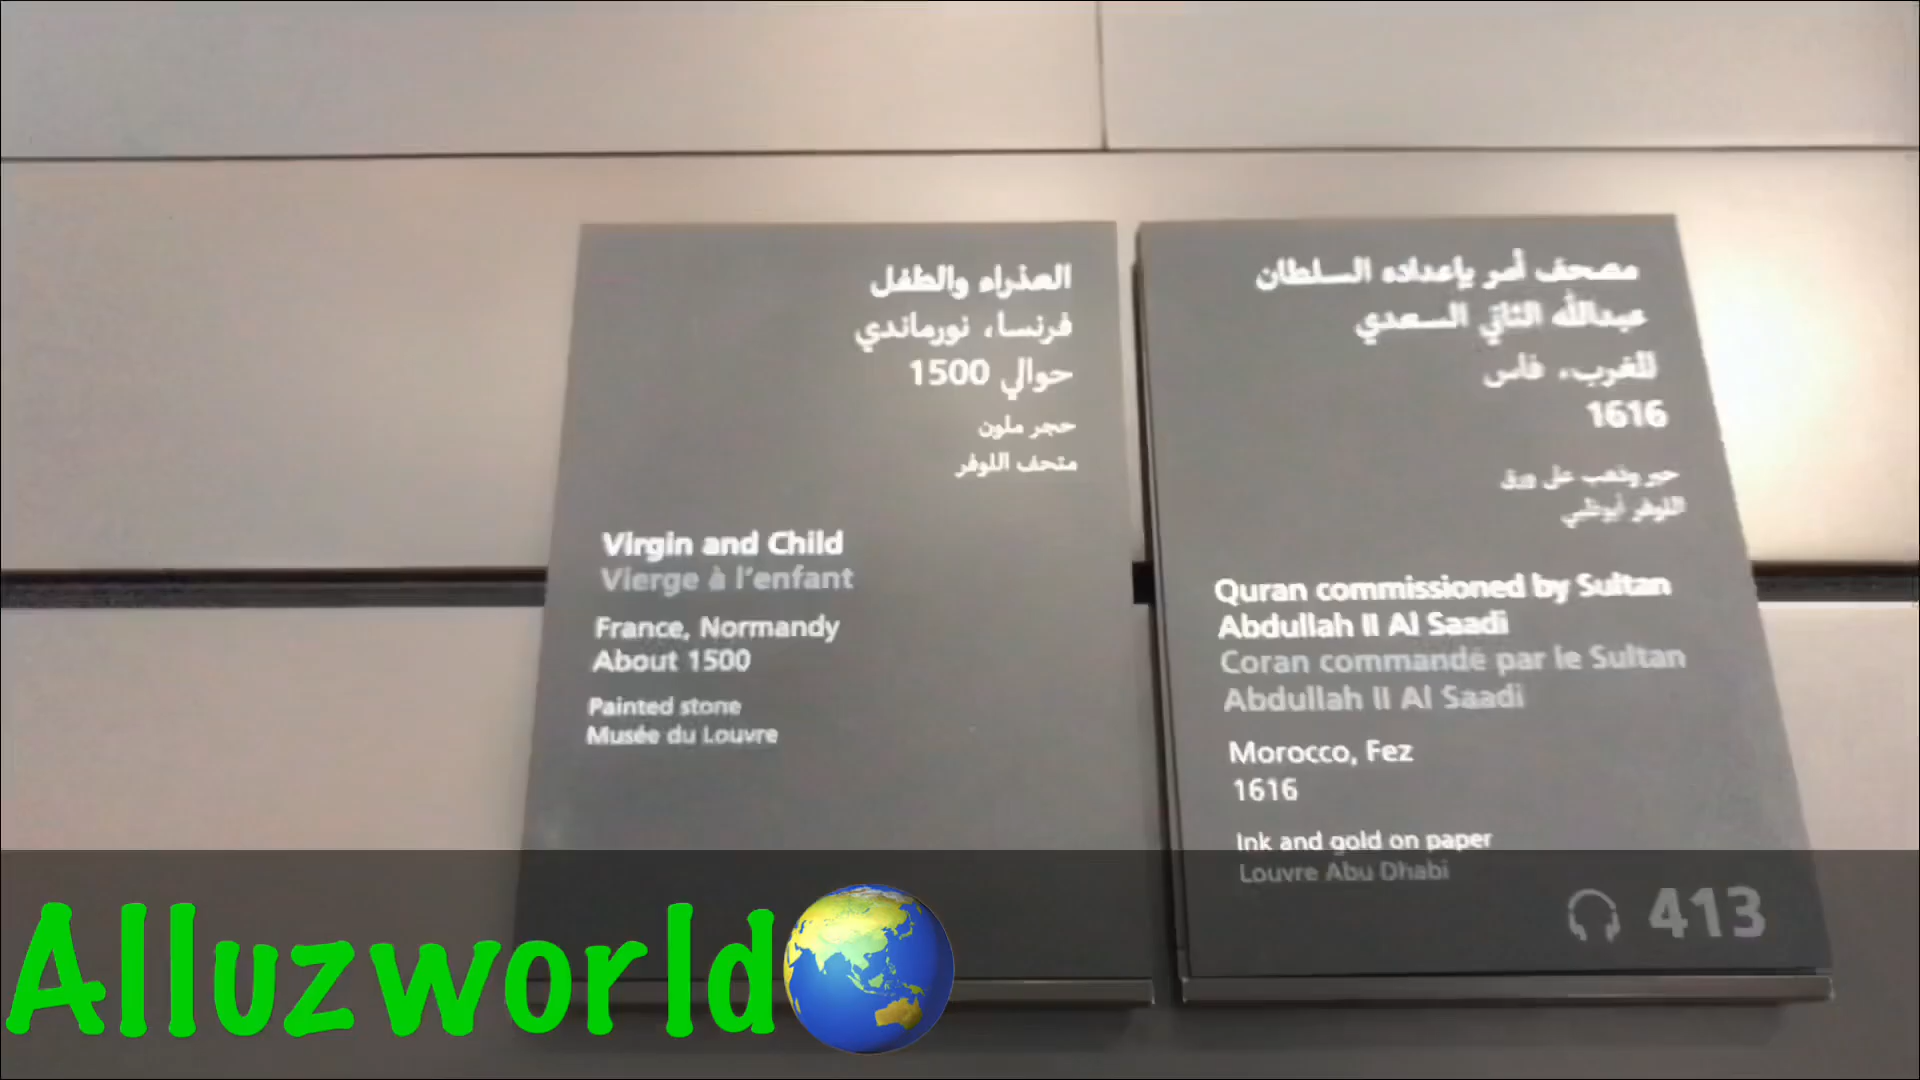 العذراء والطفل
فرنسا، نورماندي
حوالي 1500
حجر ملون
متحف اللوفر
Virgin and Child
Vierge à l'enfant
France, Normandy
About 1500
Painted stone
Musée du Louvre
مصحف أمر بإعداده السلطان
عبدالله الثاني السعدي
المغرب، فاس
1616
حبر وذهب على ورق
اللوفر أبوظبي
Quran commissioned by Sultan
Abdullah II Al Saadi
Coran commandé par le Sultan
Abdullah II Al Saadi
Morocco, Fez
1616
Ink and gold on paper
Louvre Abu Dhabi
413
Alluzworld